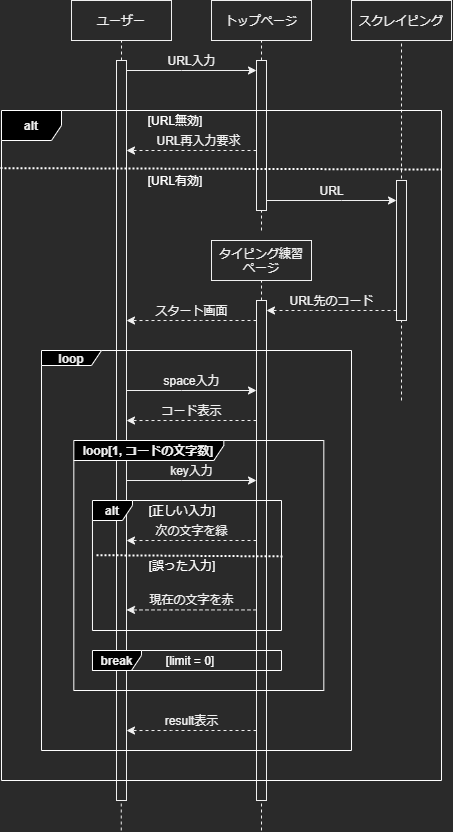 ユーザー
トップページ
スクレイピング
URL入力
alt
[URL無効]
URL再入力要求
[URL有効]
URL
タイピング練習
ページ
URL先のコード
スタート画面
loop
space入力
コード表示
loop[1, コードの文字数]
key入力
alt
[正しい入力]
次の文字を緑
[誤った入力]
現在の文字を赤
break
[limit = 0]
result表示